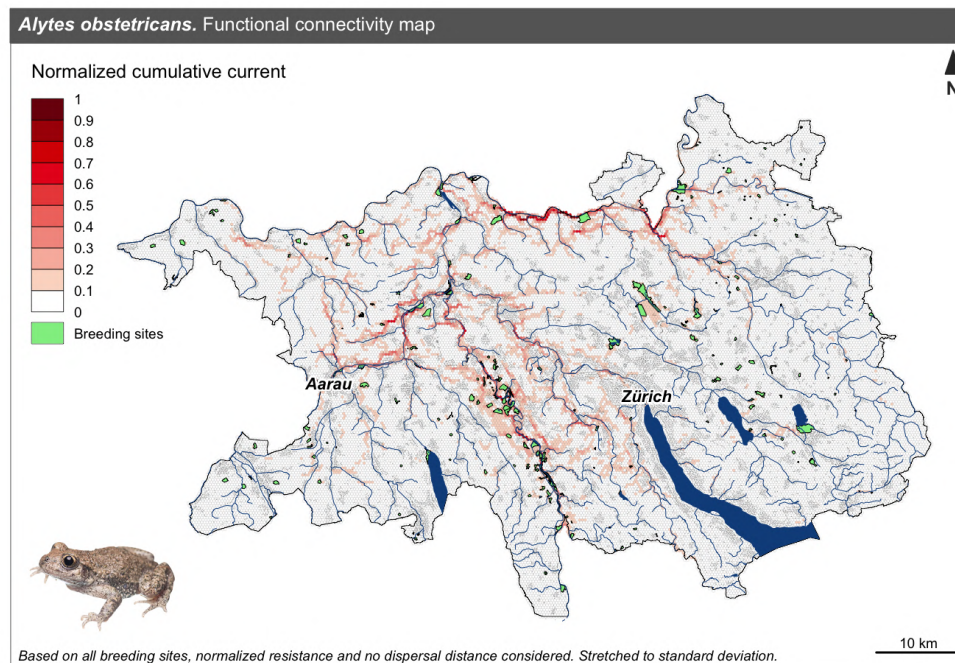 Alytes obstetricans. Functional connectivity map
Normalized cumulative current
1
0.9
0.8
0.7
0.6
0.5
0.4
0.3
0.2
0.1
0
Breeding sites
N
Aarau
Zürich
10 km
Based on all breeding sites, normalized resistance and no dispersal distance considered. Stretched to standard deviation.